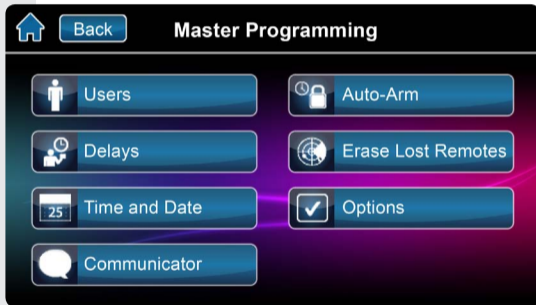 Back
Master Programming
Users
Auto-Arm
Delays
Erase Lost Remotes
25
Time and Date
Options
Communicator